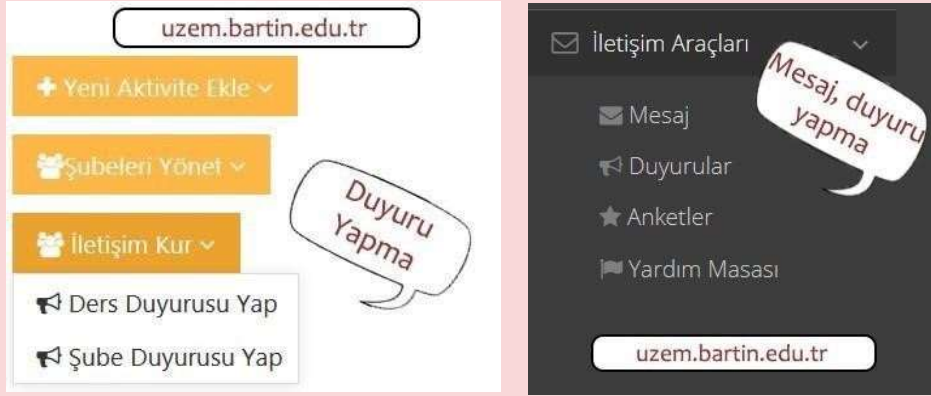 uzem.bartin.edu.tr
Yeni Aktivite Ekle
Şubeleri Yönet
İletişim Kur
Ders Duyurusu Yap
Şube Duyurusu Yap
Duyuru
Yapma
İletişim Araçları
Mesaj, duyuru
yapma
Mesaj
Duyurular
Anketler
Yardım Masası
uzem.bartin.edu.tr